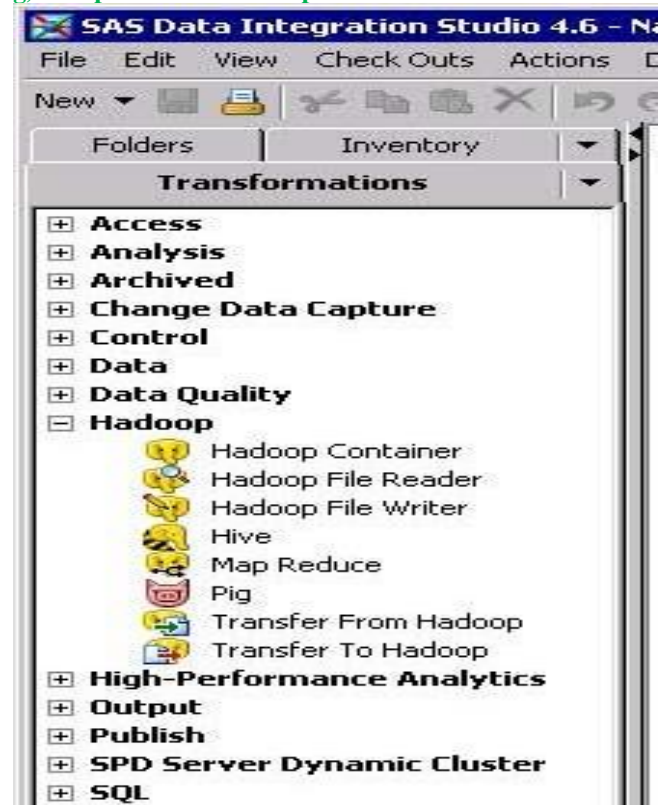 SAS Data Integration Studio 4.6 -
File Edit View Check Outs Actions
New
Folders Inventory
Transformations
Access
Analysis
Archived
Change Data Capture
Control
Data
Data Quality
Hadoop
Hadoop Container
Hadoop File Reader
Hadoop File Writer
Hive
Map Reduce
Pig
Transfer From Hadoop
Transfer To Hadoop
High-Performance Analytics
Output
Publish
SPD Server Dynamic Cluster
SQL